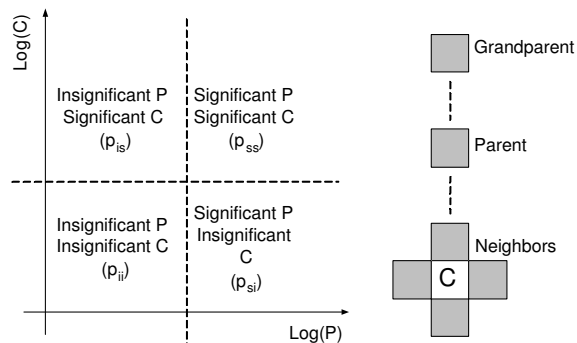 Log(C)
Insignificant P
Significant C
(p_is)
Significant P
Significant C
(p_ss)
Insignificant P
Insignificant C
(p_ii)
Significant P
Insignificant
C
(p_si)
Log(P)
Grandparent
Parent
Neighbors
C